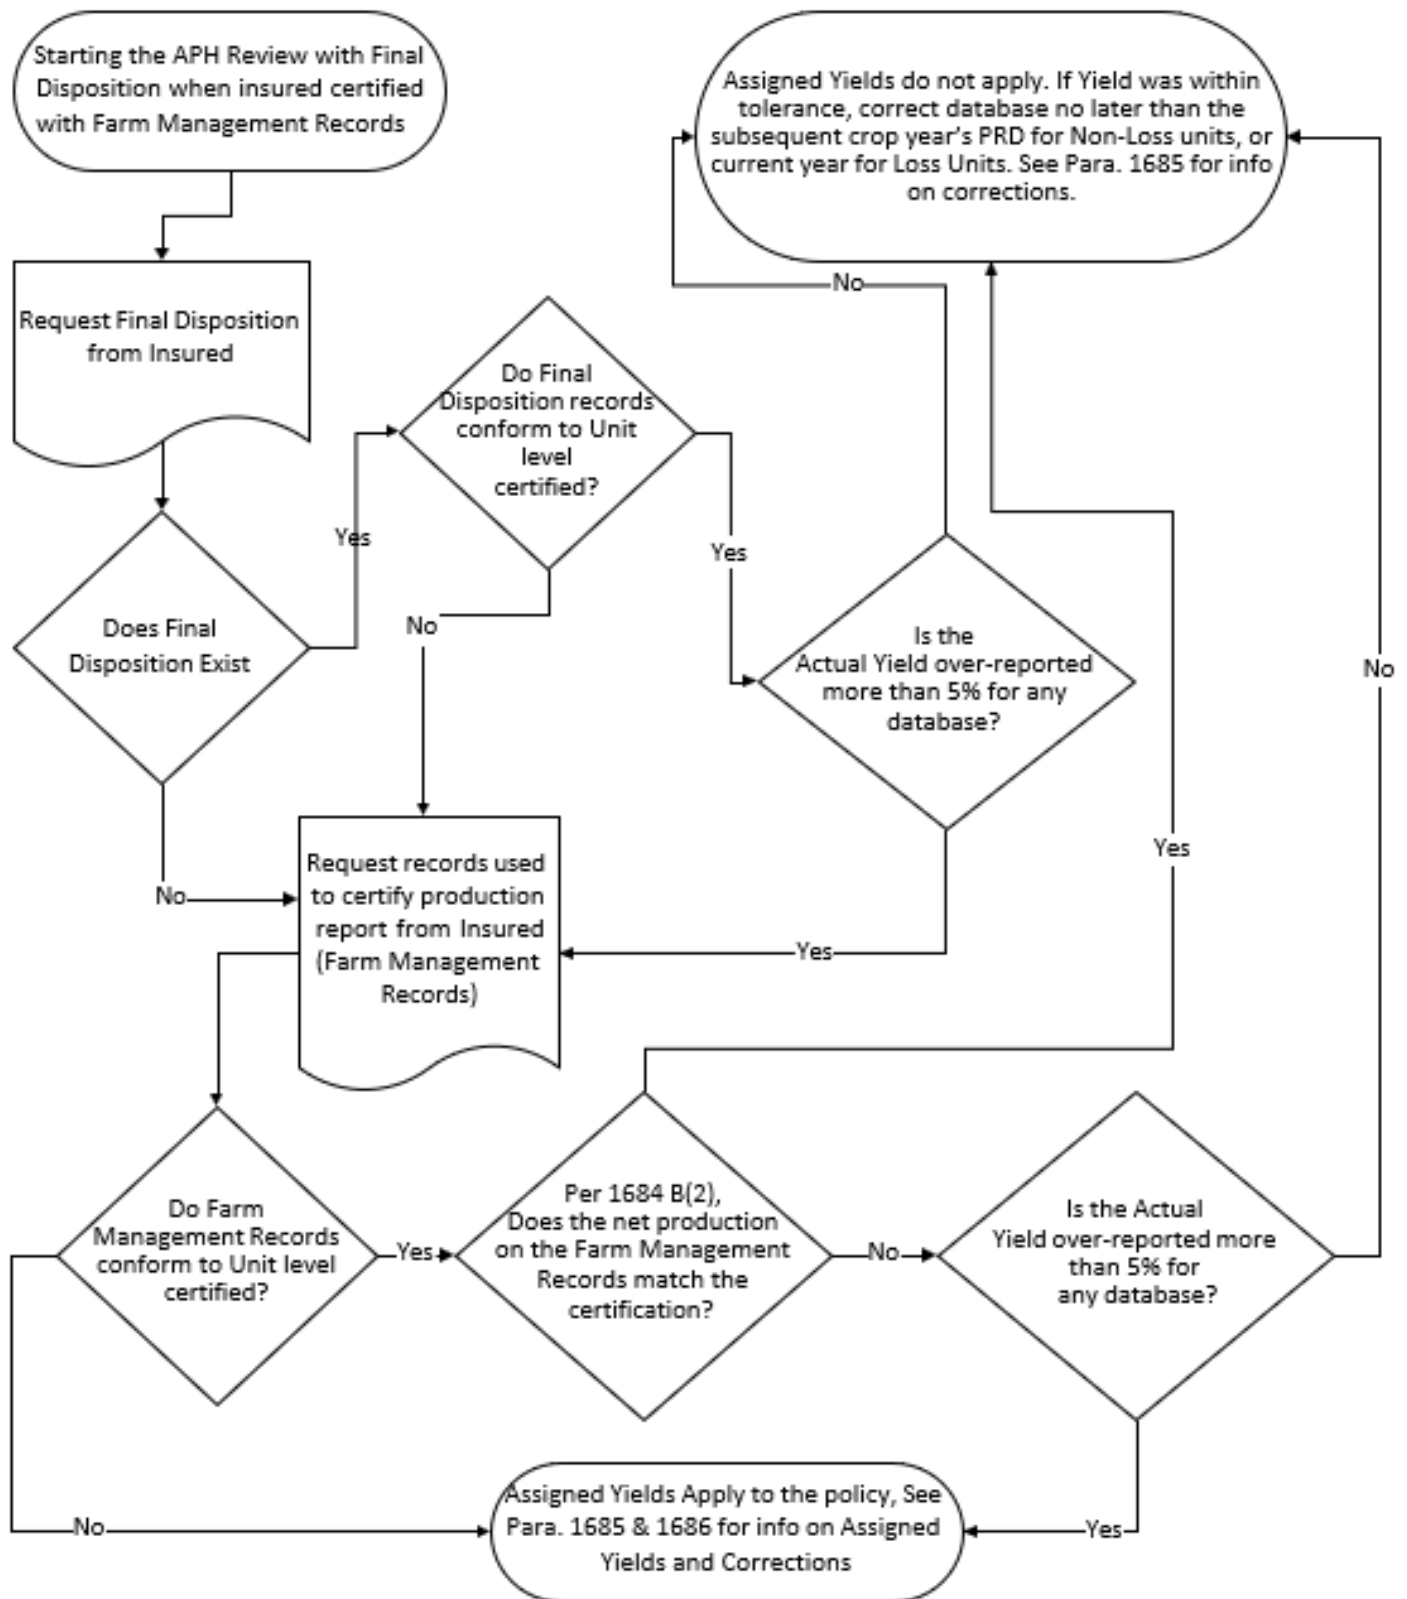 Starting the APH Review with Final
Disposition when insured certified
with Farm Management Records
Assigned Yields do not apply. If Yield was within
tolerance, correct database no later than the
subsequent crop year's PRD for Non-Loss units, or
current year for Loss Units. See Para. 1685 for info
on corrections.
No
Request Final Disposition
from Insured
Do Final
Disposition records
conform to Unit
level
certified?
Yes
Yes
No
Does Final
Disposition Exist
Is the
Actual Yield over-reported
more than 5% for any
database?
No
Yes
Request records used
to certify production
report from Insured
(Farm Management
Records)
No
Yes
Do Farm
Management Records
conform to Unit level
certified?
Yes
Per 1684 B(2),
Does the net production
on the Farm Management
Records match the
certification?
No
Is the Actual
Yield over-reported more
than 5% for
any database?
No
Assigned Yields Apply to the policy, See
Para. 1685 & 1686 for info on Assigned
Yields and Corrections
Yes